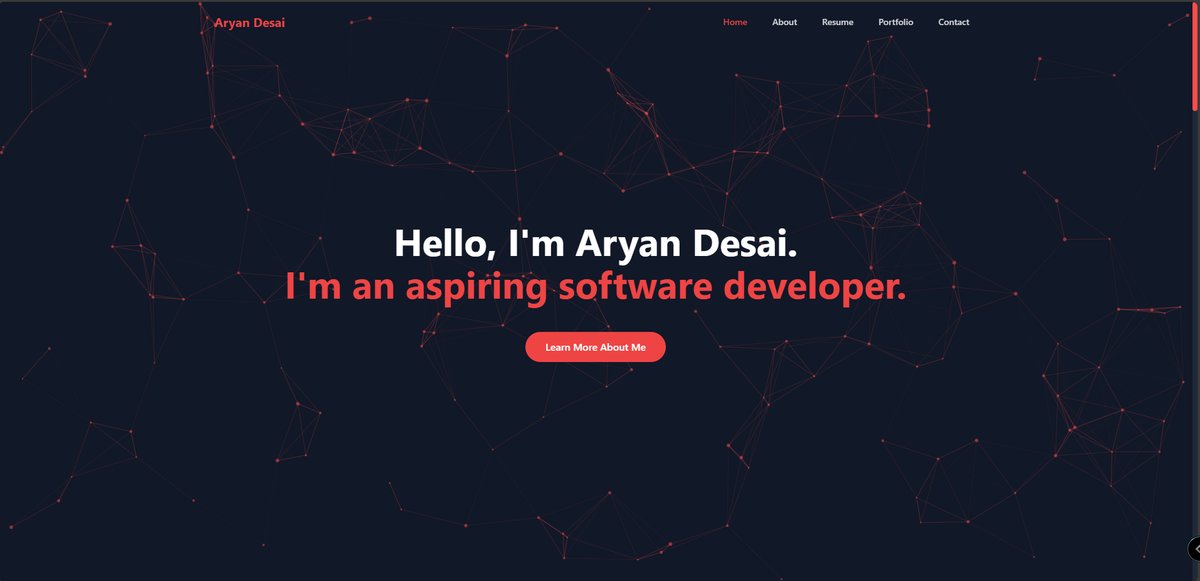 Aryan Desai
Home About Resume Portfolio Contact
Hello, I'm Aryan Desai.
I'm an aspiring software developer.
Learn More About Me